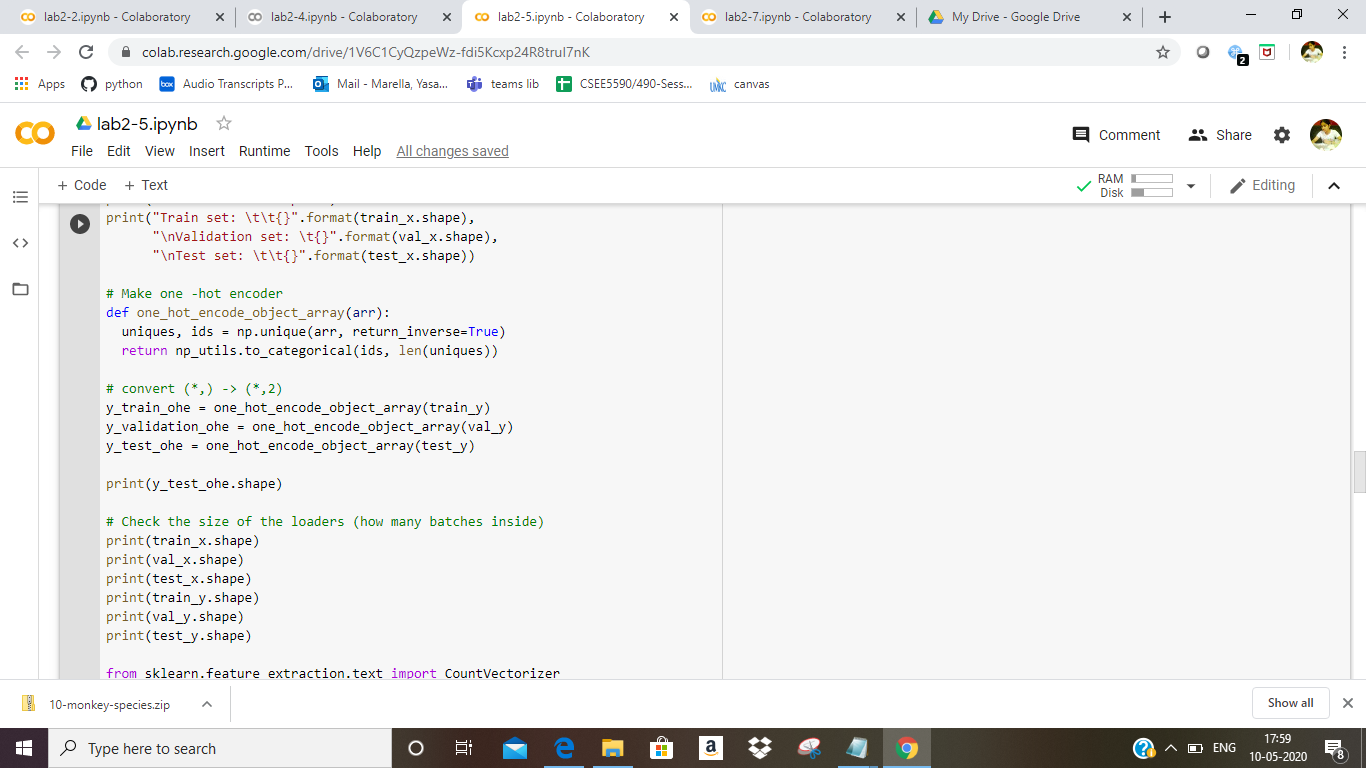 lab2-2.ipynb - Colaboratory
lab2-4.ipynb - Colaboratory
lab2-5.ipynb - Colaboratory
lab2-7.ipynb - Colaboratory
My Drive - Google Drive
colab.research.google.com/drive/1V6C1CyQzpeWz-fdi5Kcxp24R8truI7nK
2
Apps python Audio Transcripts P... Mail - Marella, Yasa... teams lib CSEE5590/490-Sess... UMKC canvas
lab2-5.ipynb
File Edit View Insert Runtime Tools Help All changes saved
Comment Share
+ Code + Text
RAM
Disk
Editing
print("Train set: \t\t{}".format(train_x.shape),
"\nValidation set: \t{}".format(val_x.shape),
"\nTest set: \t\t{}".format(test_x.shape))
# Make one -hot encoder
def one_hot_encode_object_array(arr):
uniques, ids = np.unique(arr, return_inverse=True)
return np_utils.to_categorical(ids, len(uniques))
# convert (*,) -> (*,2)
y_train_ohe = one_hot_encode_object_array(train_y)
y_validation_ohe = one_hot_encode_object_array(val_y)
y_test_ohe = one_hot_encode_object_array(test_y)
print(y_test_ohe.shape)
# Check the size of the loaders (how many batches inside)
print(train_x.shape)
print(val_x.shape)
print(test_x.shape)
print(train_y.shape)
print(val_y.shape)
print(test_y.shape)
from sklearn.feature_extraction.text import CountVectorizer
10-monkey-species.zip
Show all
Type here to search
ENG
17:59
10-05-2020
8